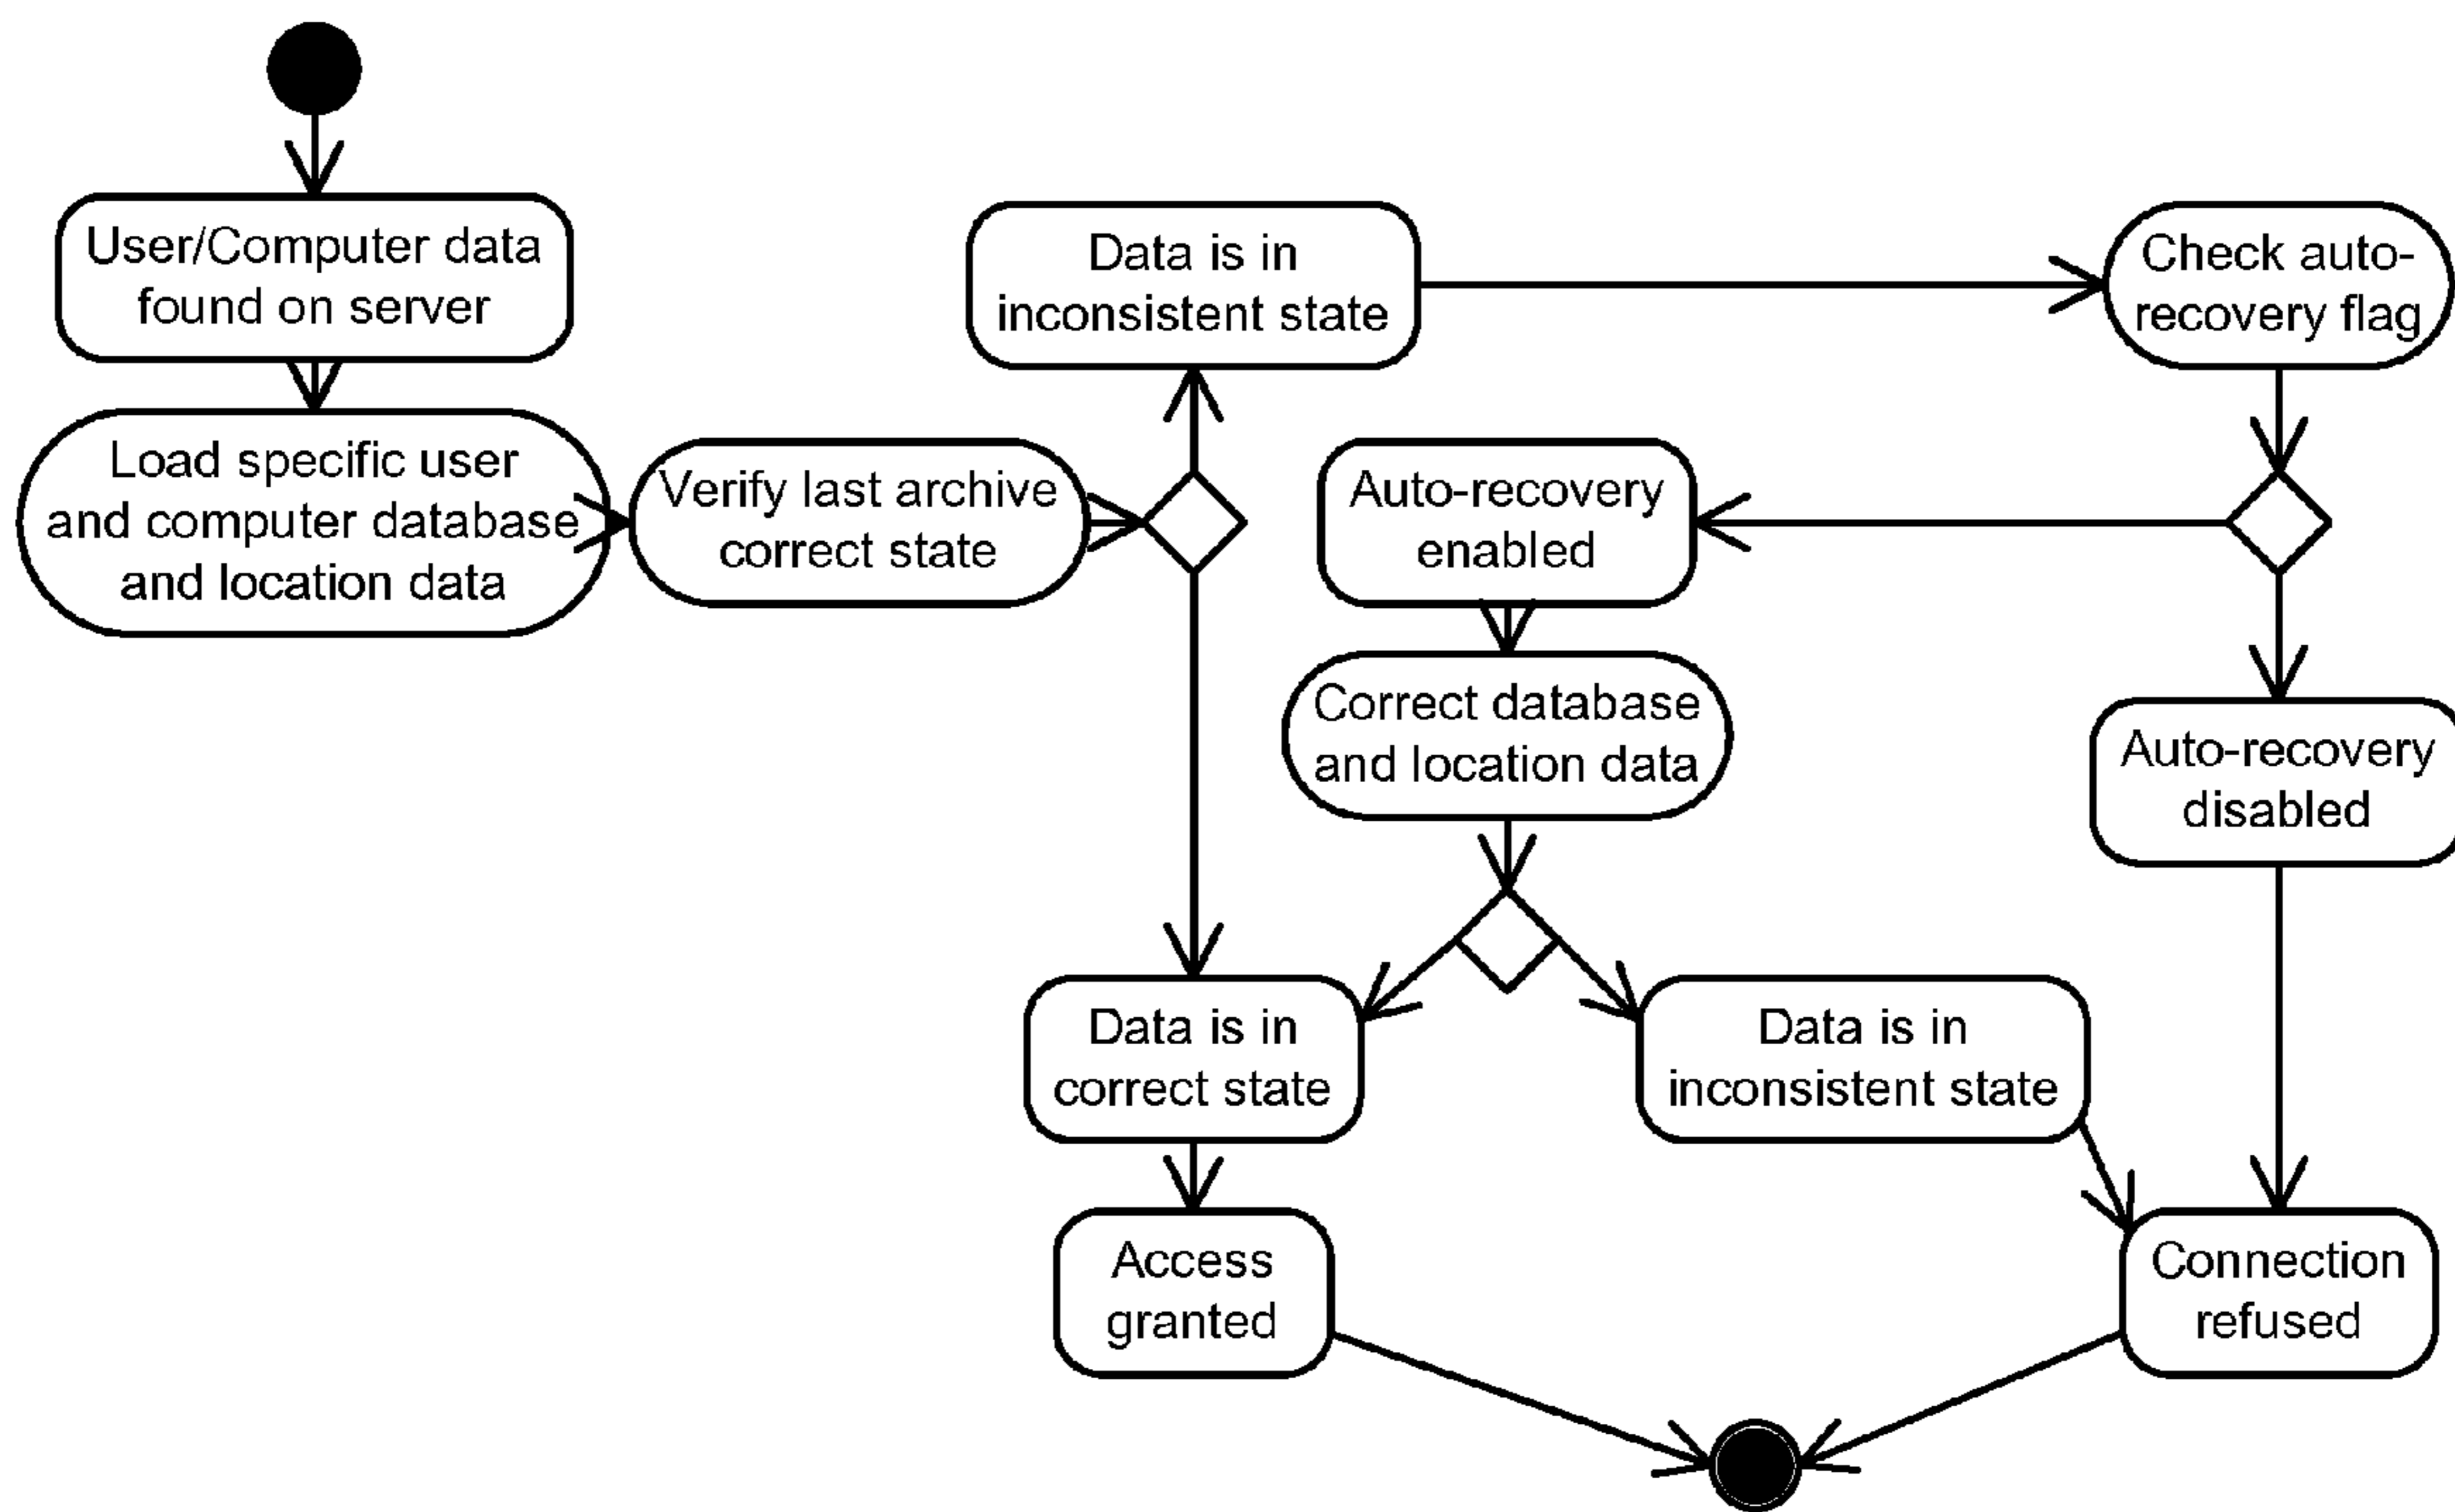 User/Computer data
found on server
Load specific user
and computer database
and location data
Verify last archive
correct state
Data is in
inconsistent state
Check auto-
recovery flag
Auto-recovery
enabled
Correct database
and location data
Auto-recovery
disabled
Data is in
correct state
Data is in
inconsistent state
Access
granted
Connection
refused